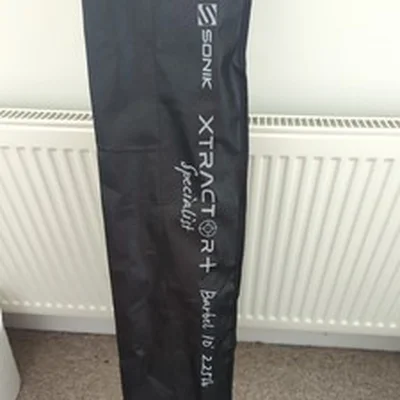 SONIK
XTRACTOR+
Specialist
Barbel 10' 2.25lb